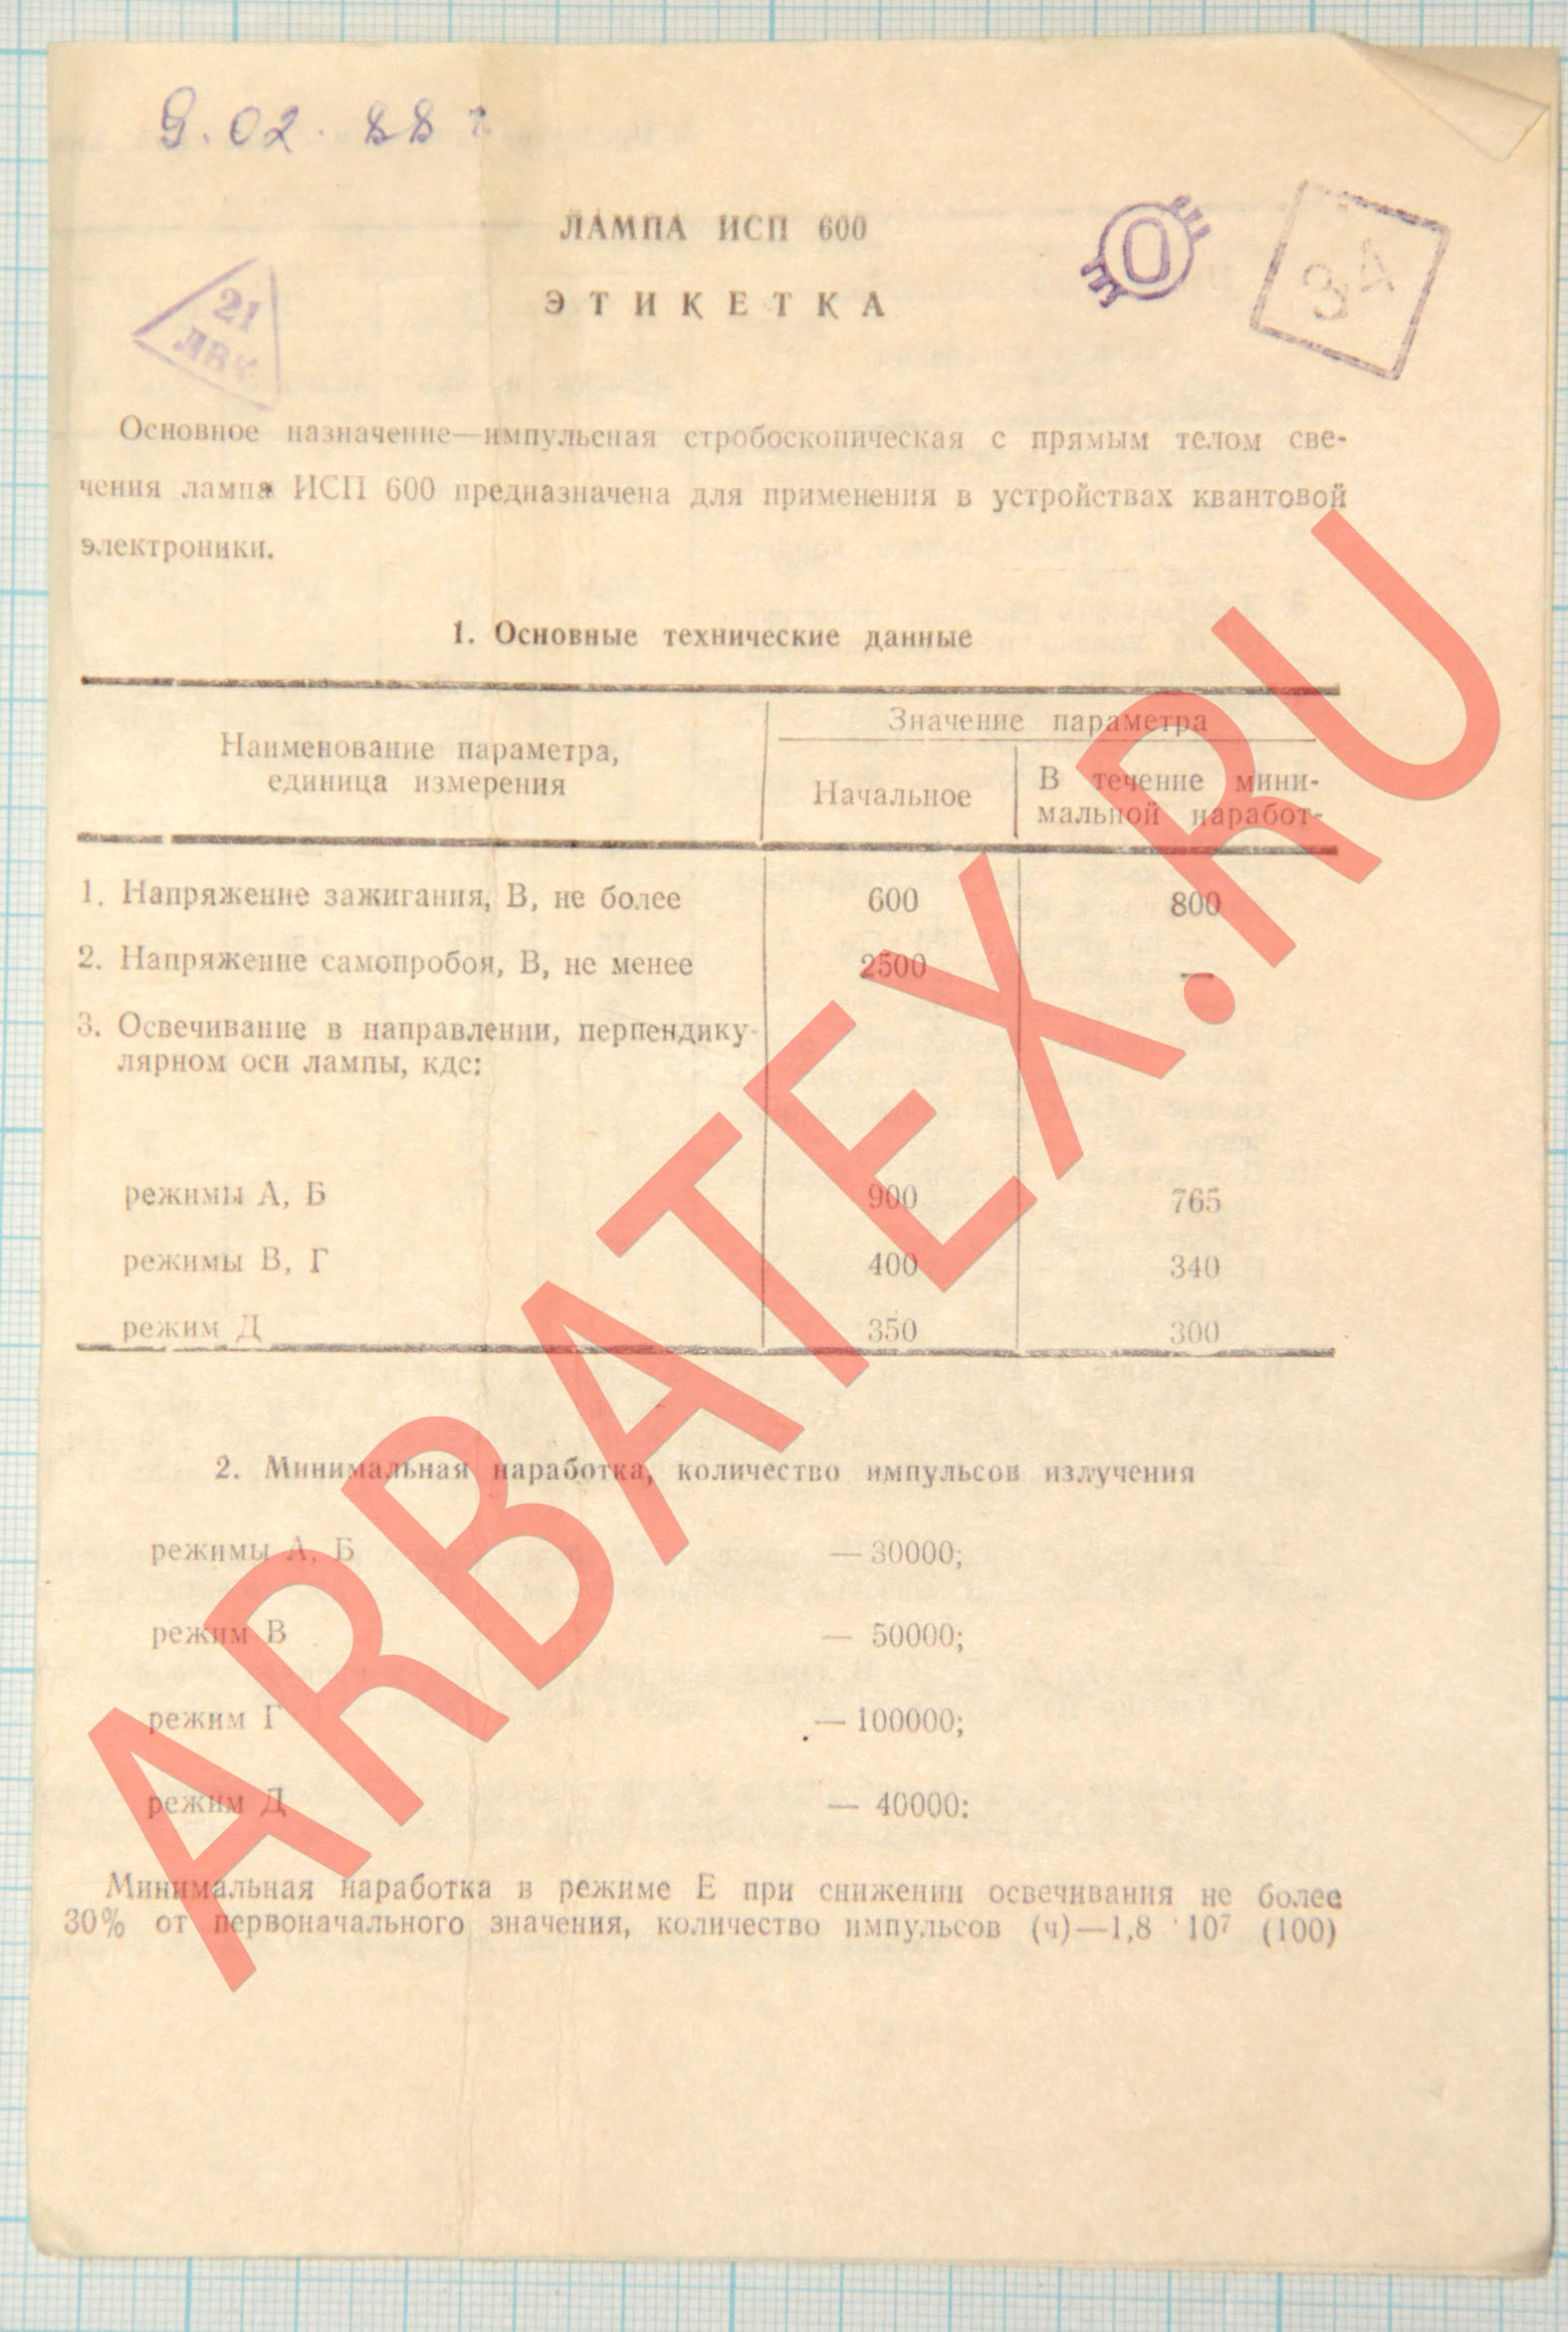 9.02.88 г
ЛАМПА ИСП 600
ЭТИКЕТКА
21
ЛВК
О
34
Основное назначение—импульсная стробоскопическая с прямым телом све-
чения лампа ИСП 600 предназначена для применения в устройствах квантовой
электроники.
1. Основные технические данные
Наименование параметра,
единица измерения
Значение параметра
Начальное
В течение мини-
мальной наработ-
1. Напряжение зажигания, В, не более 600 800
2. Напряжение самопробоя, В, не менее 2500 —
3. Освечивание в направлении, перпендику-
лярном оси лампы, кдс:
режимы А, Б 900 765
режимы В, Г 400 340
режим Д 350 300
2. Минимальная наработка, количество импульсов излучения
режимы А, Б — 30000;
режим В — 50000;
режим Г — 100000;
режим Д — 40000:
Минимальная наработка в режиме Е при снижении освечивания не более
30% от первоначального значения, количество импульсов (ч)—1,8 · 10⁷ (100)
ARBATEX.RU